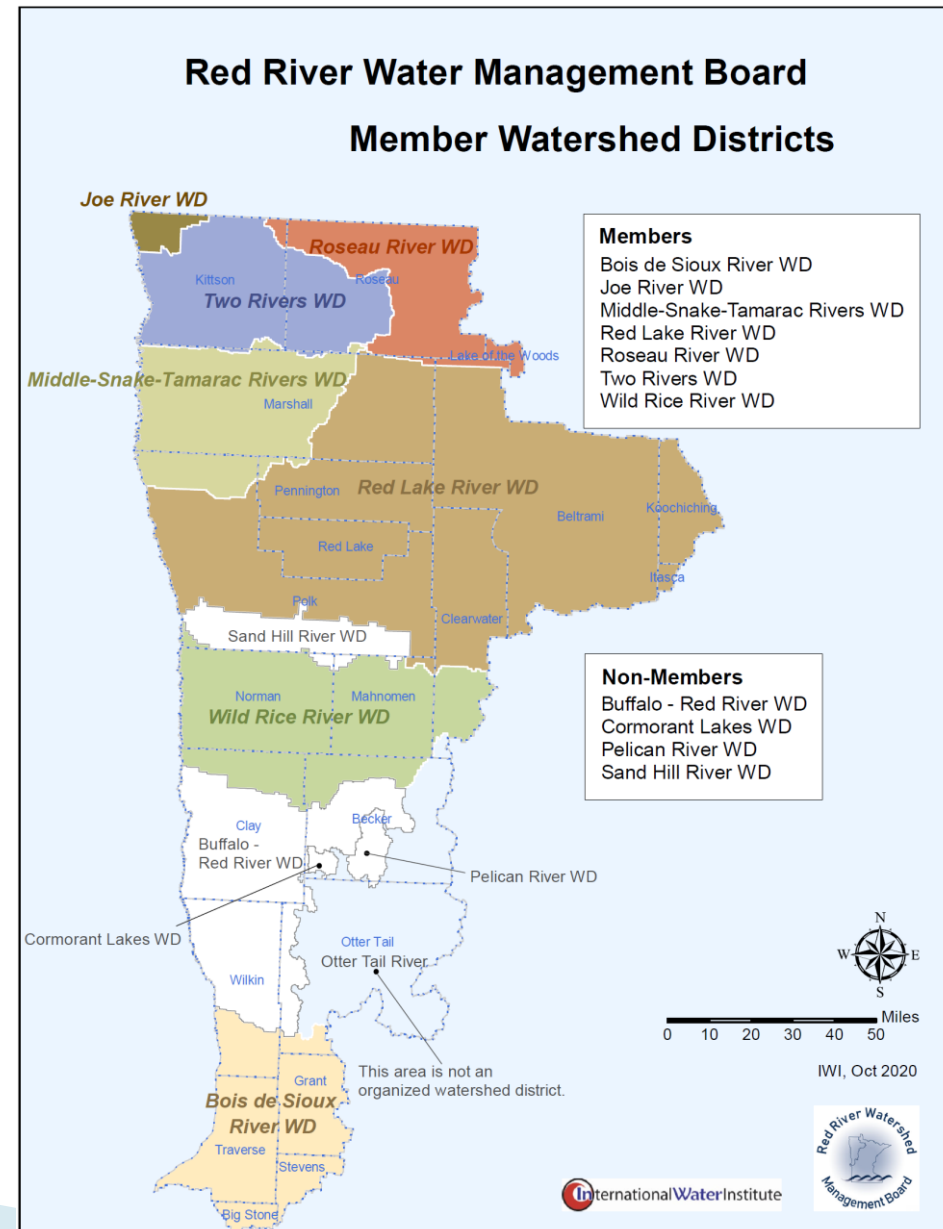 Red River Water Management Board
Member Watershed Districts
Joe River WD
Roseau River WD
Kittson
Roseau
Two Rivers WD
Lake of the Woods
Middle-Snake-Tamarac Rivers WD
Marshall
Members
Bois de Sioux River WD
Joe River WD
Middle-Snake-Tamarac Rivers WD
Red Lake River WD
Roseau River WD
Two Rivers WD
Wild Rice River WD
Pennington
Red Lake River WD
Beltrami
Koochiching
Red Lake
Itasca
Polk
Clearwater
Sand Hill River WD
Norman
Mahnomen
Wild Rice River WD
Non-Members
Buffalo - Red River WD
Cormorant Lakes WD
Pelican River WD
Sand Hill River WD
Clay
Becker
Buffalo -
Red River WD
Pelican River WD
Cormorant Lakes WD
Otter Tail
Otter Tail River
Wilkin
N
W
E
S
Miles
0 10 20 30 40 50
This area is not an
organized watershed district.
IWI, Oct 2020
Grant
Bois de Sioux
River WD
Traverse
Stevens
Big Stone
InternationalWaterInstitute
Red River Watershed
Management Board